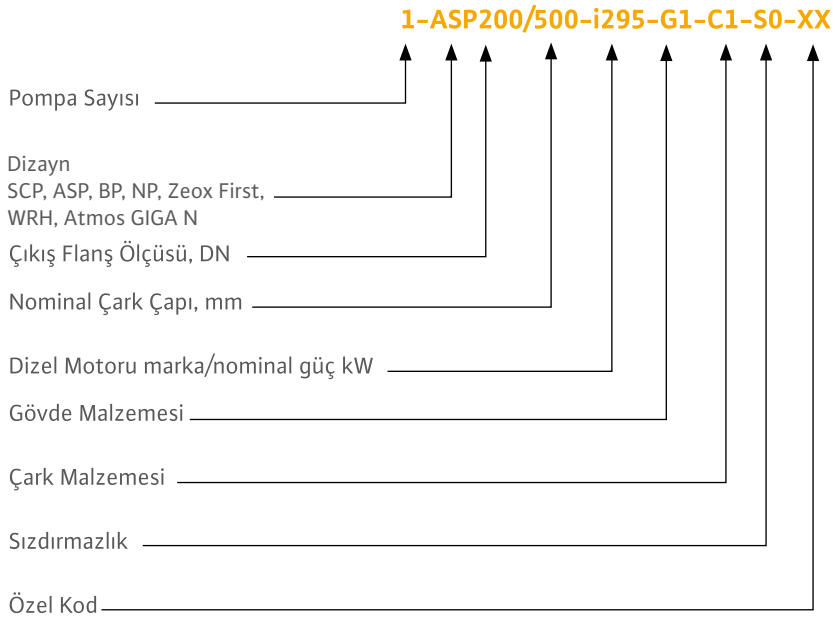 1-ASP200/500-i295-G1-C1-S0-XX
Pompa Sayısı
Dizayn
SCP, ASP, BP, NP, Zeox First,
WRH, Atmos GIGA N
Çıkış Flanş Ölçüsü, DN
Nominal Çark Çapı, mm
Dizel Motoru marka/nominal güç kW
Gövde Malzemesi
Çark Malzemesi
Sızdırmazlık
Özel Kod